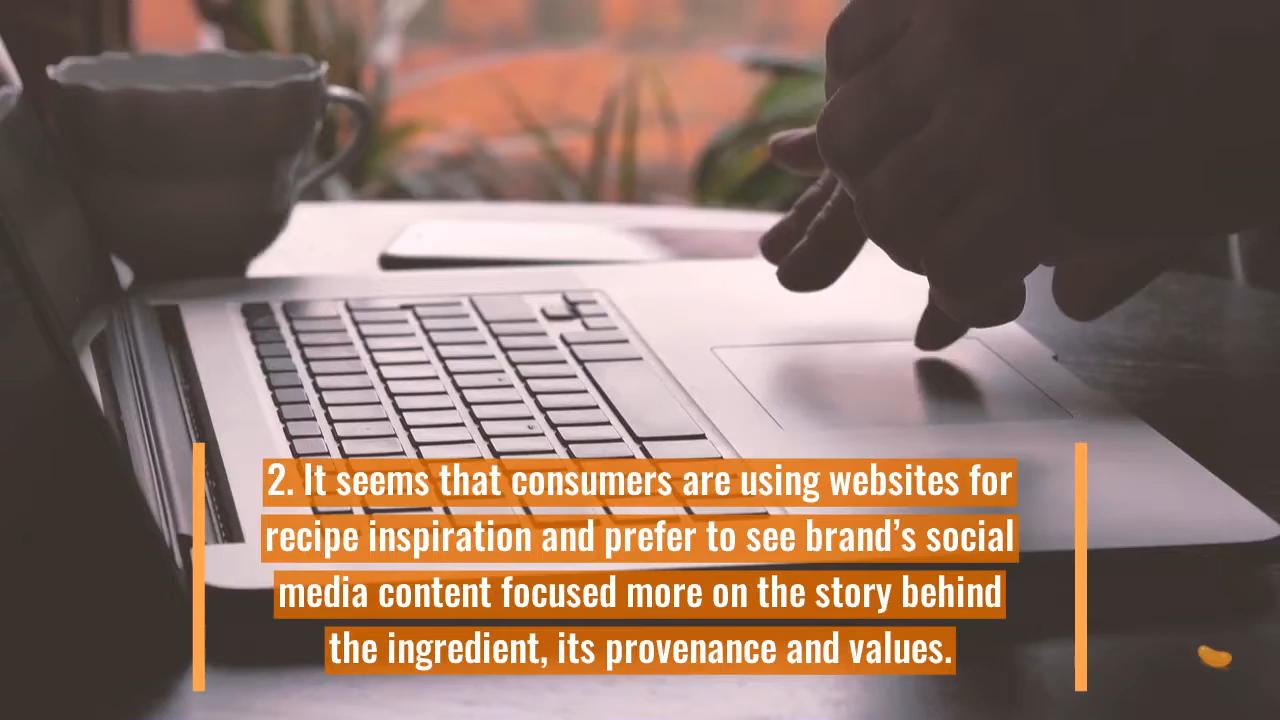 2. It seems that consumers are using websites for
recipe inspiration and prefer to see brand’s social
media content focused more on the story behind
the ingredient, its provenance and values.